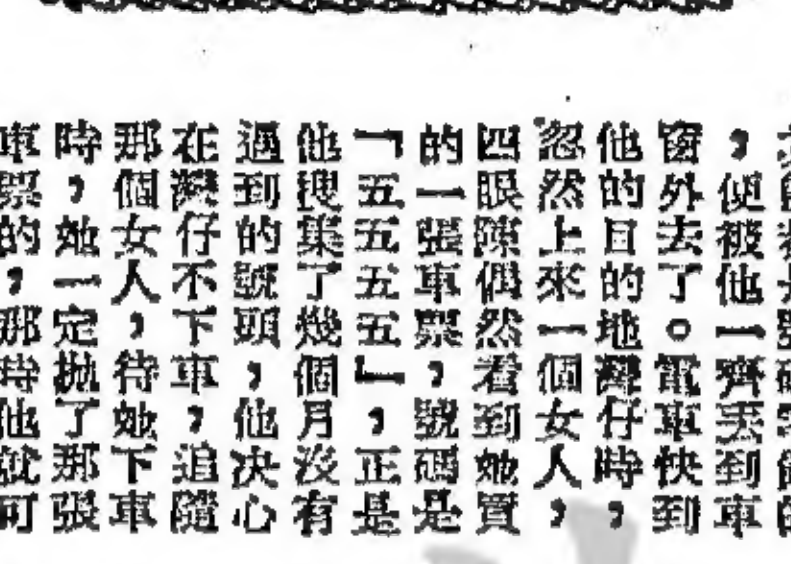 ，便被他一齊丟到車
窗外去了。電車快到
他的目的地灣仔時，
忽然上來一個女人，
四眼陳偶然看到她買
的一張車票，號碼是
「五五五五」，正是
他搜集了幾個月沒有
遇到的號頭，他決心
在灣仔不下車，追隨
那個女人，待她下車
時，她一定拋了那張
車票的，那時他就可